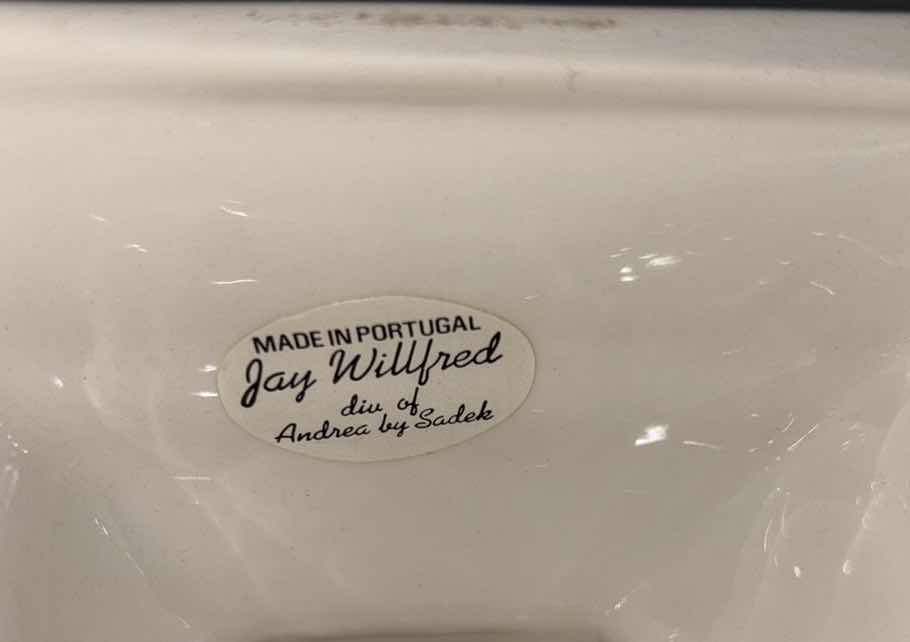 MADE IN PORTUGAL
Jay Willfred
div of
Andrea by Sadek